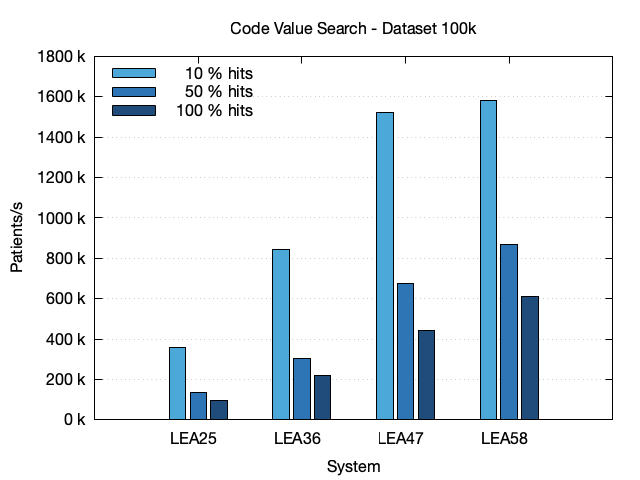 Code Value Search - Dataset 100k
1800 k
1600 k
1400 k
1200 k
1000 k
800 k
600 k
400 k
200 k
0 k
Patients/s
10 % hits
50 % hits
100 % hits
LEA25 LEA36 LEA47 LEA58
System